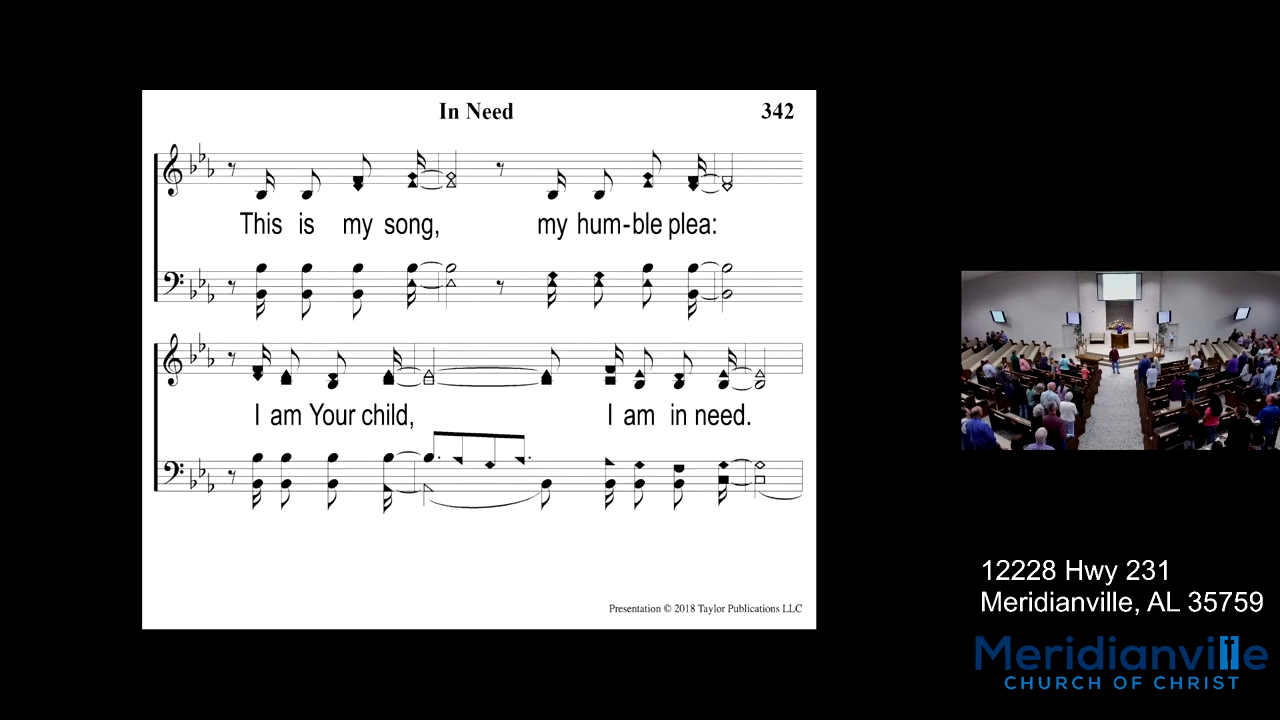 In Need
342
This is my song, my hum-ble plea:
I am Your child, I am in need.
Presentation © 2018 Taylor Publications LLC
12228 Hwy 231
Meridianville, AL 35759
Meridianville
CHURCH OF CHRIST